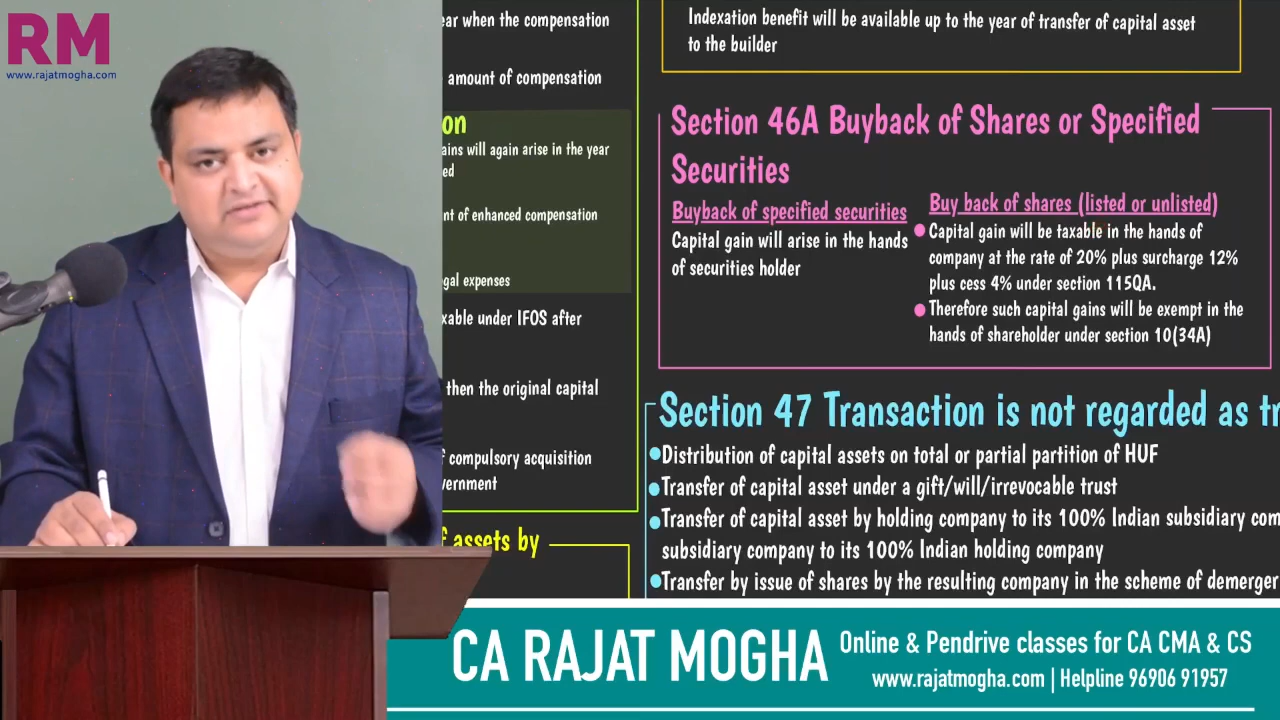 RM
www.rajatmogha.com
ear when the compensation
amount of compensation
on
ains will again arise in the year
ed
nt of enhanced compensation
gal expenses
xable under IFOS after
then the original capital
f compulsory acquisition
vernment
f assets by
Indexation benefit will be available up to the year of transfer of capital asset
to the builder
Section 46A Buyback of Shares or Specified
Securities
Buyback of specified securities
Capital gain will arise in the hands
of securities holder
Buy back of shares (listed or unlisted)
Capital gain will be taxable in the hands of
company at the rate of 20% plus surcharge 12%
plus cess 4% under section 115QA.
Therefore such capital gains will be exempt in the
hands of shareholder under section 10(34A)
Section 47 Transaction is not regarded as tr
Distribution of capital assets on total or partial partition of HUF
Transfer of capital asset under a gift/will/irrevocable trust
Transfer of capital asset by holding company to its 100% Indian subsidiary com
subsidiary company to its 100% Indian holding company
Transfer by issue of shares by the resulting company in the scheme of demerger
CA RAJAT MOGHA
Online & Pendrive classes for CA CMA & CS
www.rajatmogha.com | Helpline 96906 91957